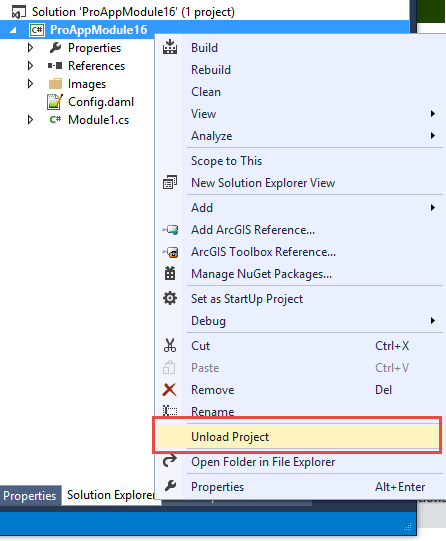 Solution 'ProAppModule16' (1 project)
ProAppModule16
Properties
References
Images
Config.daml
C# Module1.cs
Build
Rebuild
Clean
View
Analyze
Scope to This
New Solution Explorer View
Add
Add ArcGIS Reference...
ArcGIS Toolbox Reference...
Manage NuGet Packages...
Set as StartUp Project
Debug
Cut Ctrl+X
Paste Ctrl+V
Remove Del
Rename
Unload Project
Open Folder in File Explorer
Properties Alt+Enter
Properties Solution Explorer